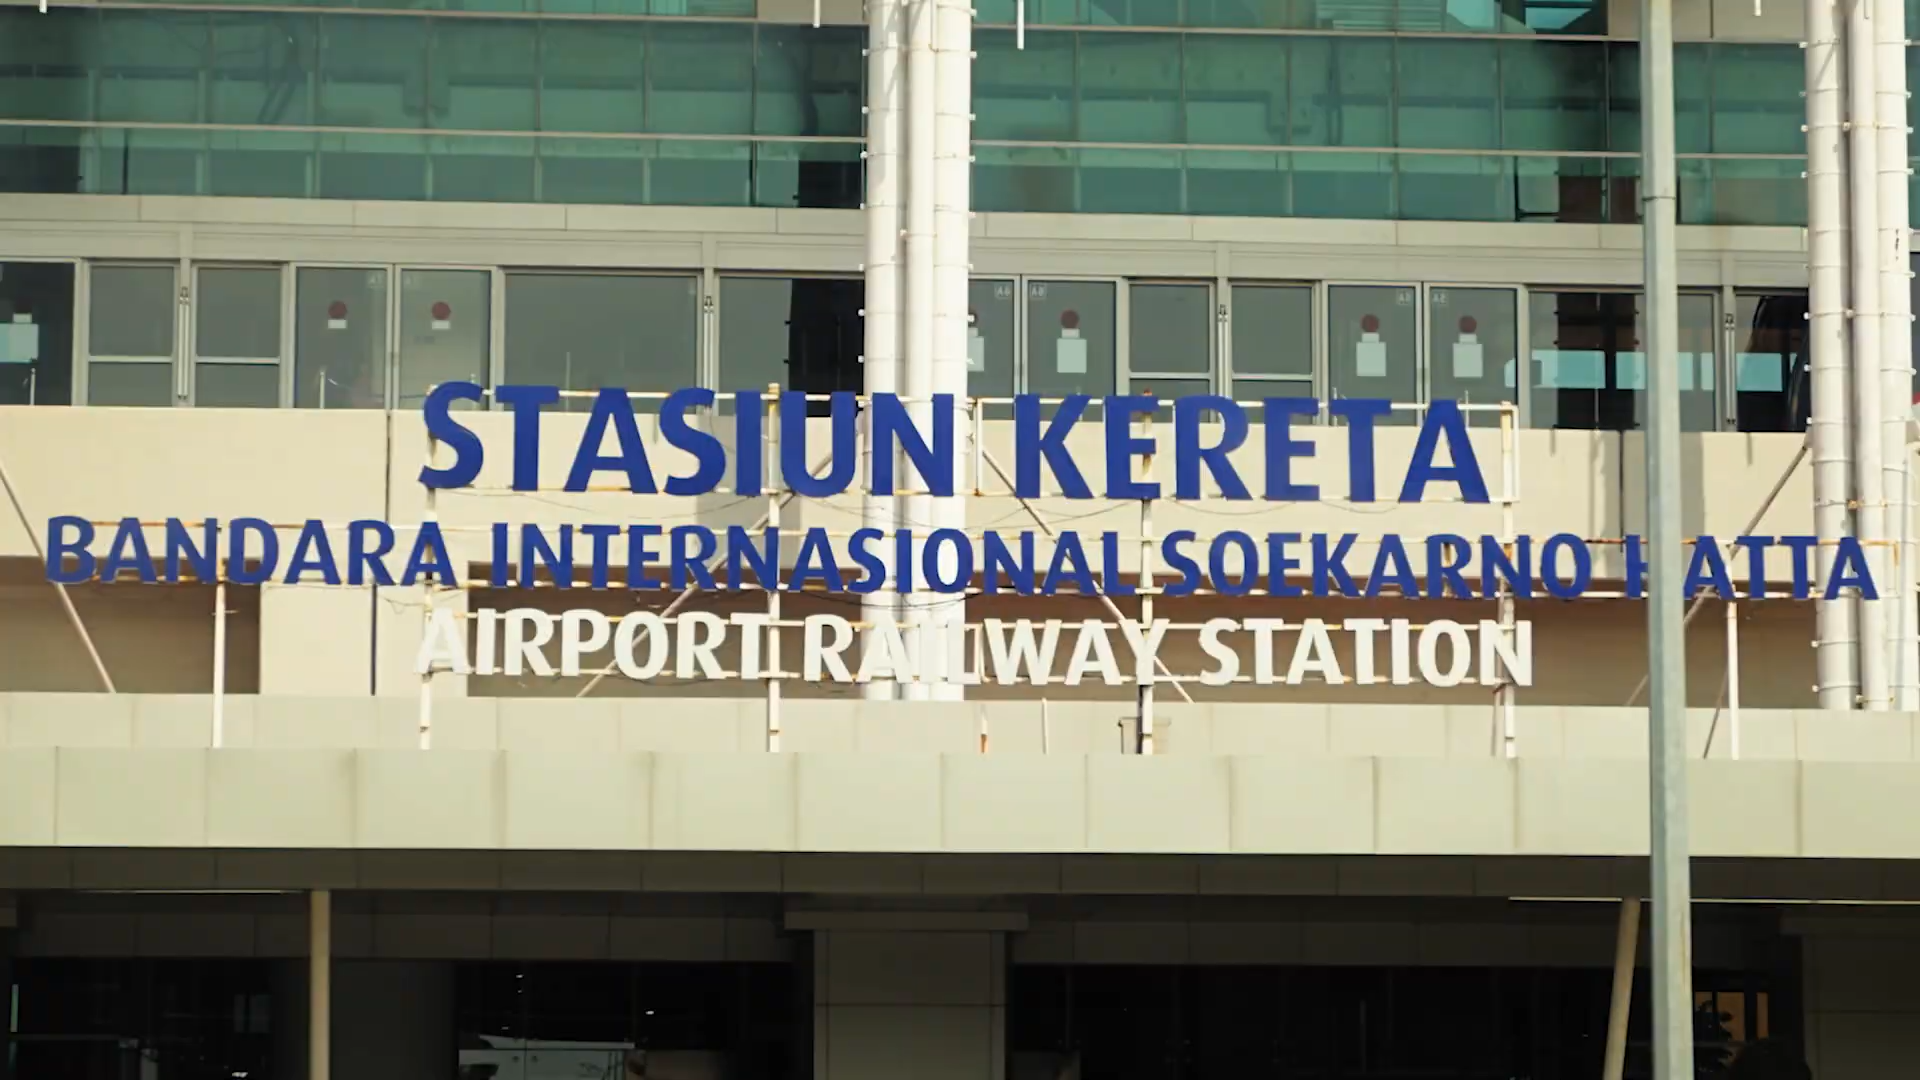 STASIUN KERETA
BANDARA INTERNASIONAL SOEKARNO HATTA
AIRPORT RAILWAY STATION